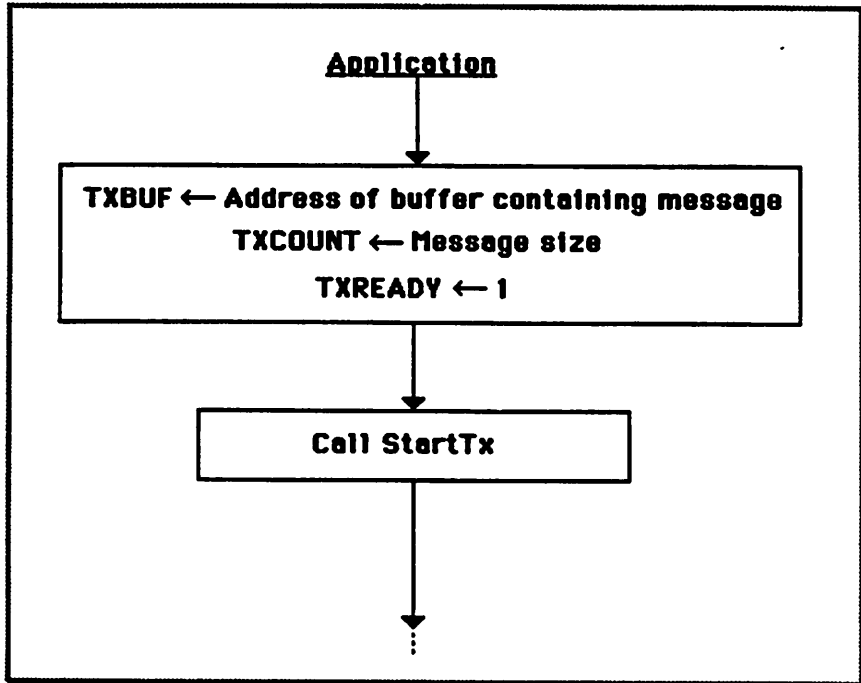 Application
TXBUF ← Address of buffer containing message
TXCOUNT ← Message size
TXREADY ← 1
Call StartTx